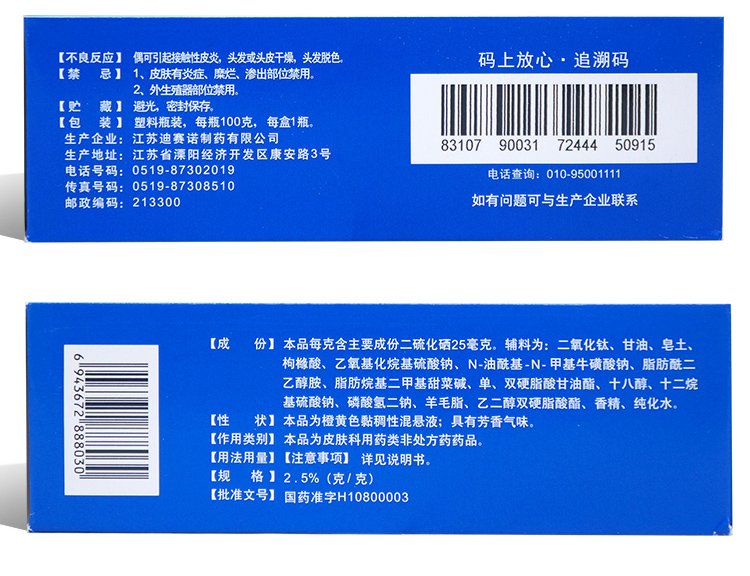 【不良反应】 偶可引起接触性皮炎，头发或头皮干燥，头发脱色。
【禁 忌】 1、皮肤有炎症、糜烂、渗出部位禁用。
2、外生殖器部位禁用。
【贮 藏】 避光，密封保存。
【包 装】 塑料瓶装，每瓶100克，每盒1瓶。
生产企业：江苏迪赛诺制药有限公司
生产地址：江苏省溧阳经济开发区康安路3号
电话号码：0519-87302019
传真号码：0519-87308510
邮政编码：213300
码上放心·追溯码
83107 90031 72444 50915
电话查询：010-95001111
如有问题可与生产企业联系
6 943672 888030
【成 份】 本品每克含主要成份二硫化硒25毫克。辅料为：二氧化钛、甘油、皂土、
枸橼酸、乙氧基化烷基硫酸钠、N-油酰基-N-甲基牛磺酸钠、脂肪酰二
乙醇胺、脂肪烷基二甲基甜菜碱、单、双硬脂酸甘油酯、十八醇、十二烷
基硫酸钠、磷酸氢二钠、羊毛脂、乙二醇双硬脂酸酯、香精、纯化水。
【性 状】 本品为橙黄色黏稠性混悬液；具有芳香气味。
【作用类别】 本品为皮肤科用药类非处方药药品。
【用法用量】【注意事项】 详见说明书。
【规 格】 2.5%（克/克）
【批准文号】 国药准字H10800003